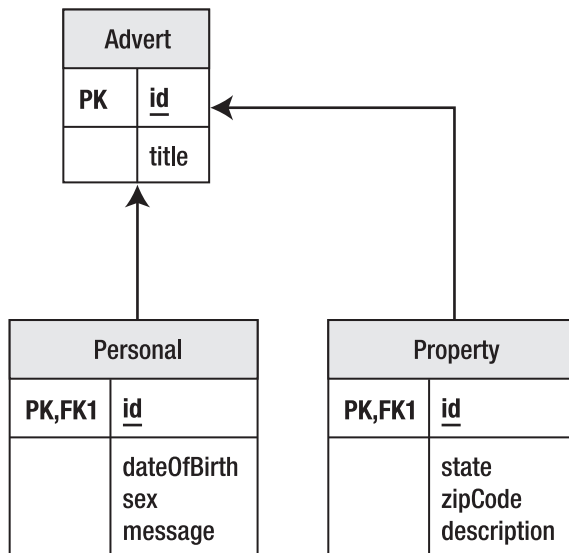 Advert
PK id
title
Personal
PK,FK1 id
dateOfBirth
sex
message
Property
PK,FK1 id
state
zipCode
description